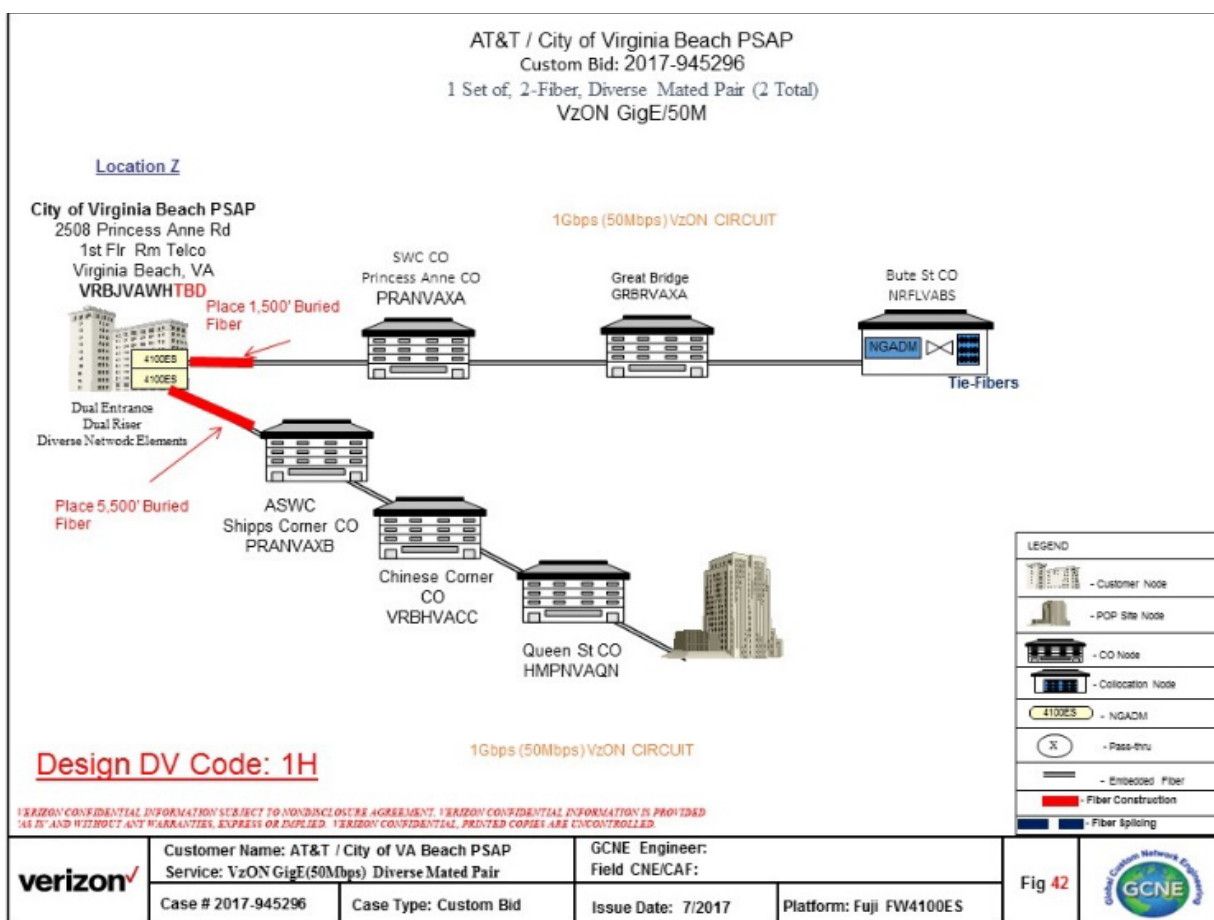 AT&T / City of Virginia Beach PSAP
Custom Bid: 2017-945296
1 Set of, 2-Fiber, Diverse Mated Pair (2 Total)
VzON GigE/50M
Location Z
City of Virginia Beach PSAP
2508 Princess Anne Rd
1st Flr Rm Telco
Virginia Beach, VA
VRBJVAWHTBD
Place 1,500' Buried
Fiber
1Gbps (50Mbps) VzON CIRCUIT
SWC CO
Princess Anne CO
PRANVAXA
Great Bridge
GRBRVAXA
Bute St CO
NRFLVABS
4100ES
4100ES
NGADM
Tie-Fibers
Dual Entrance
Dual Riser
Diverse Network Elements
Place 5,500' Buried
Fiber
ASWC
Shipps Corner CO
PRANVAXB
Chinese Corner
CO
VRBHVACC
Queen St CO
HMPNVAQN
LEGEND
- Customer Node
- POP Site Node
- CO Node
- Collocation Node
4100ES - NGADM
X - Pass-thru
- Embedded Fiber
- Fiber Construction
- Fiber Splicing
Design DV Code: 1H
1Gbps (50Mbps) VzON CIRCUIT
VERIZON CONFIDENTIAL INFORMATION SUBJECT TO NONDISCLOSURE AGREEMENT. VERIZON CONFIDENTIAL INFORMATION IS PROVIDED
"AS IS" AND WITHOUT ANY WARRANTIES, EXPRESS OR IMPLIED. VERIZON CONFIDENTIAL, PRINTED COPIES ARE UNCONTROLLED.
verizon
Customer Name: AT&T / City of VA Beach PSAP
Service: VzON GigE(50Mbps) Diverse Mated Pair
GCNE Engineer:
Field CNE/CAF:
Case # 2017-945296
Case Type: Custom Bid
Issue Date: 7/2017
Platform: Fuji FW4100ES
Fig 42
Global Custom Network Engineering
GCNE